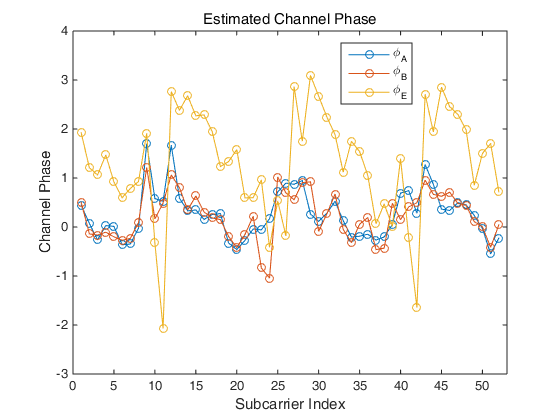 Estimated Channel Phase
4
3
2
1
0
-1
-2
-3
Channel Phase
ϕA
ϕB
ϕE
0 5 10 15 20 25 30 35 40 45 50
Subcarrier Index